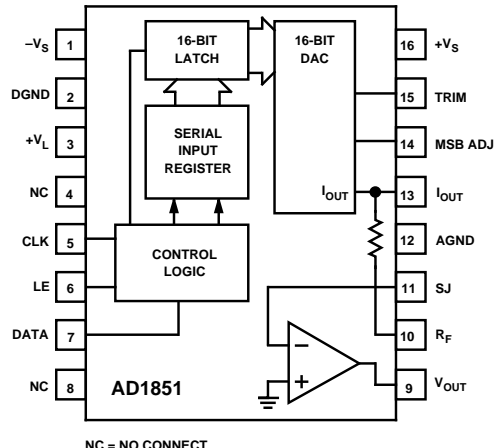 –VS 1
DGND 2
+VL 3
NC 4
CLK 5
LE 6
DATA 7
NC 8
16-BIT
LATCH
SERIAL
INPUT
REGISTER
CONTROL
LOGIC
16-BIT
DAC
IOUT
16 +VS
15 TRIM
14 MSB ADJ
13 IOUT
12 AGND
11 SJ
10 RF
9 VOUT
–
+
AD1851
NC = NO CONNECT